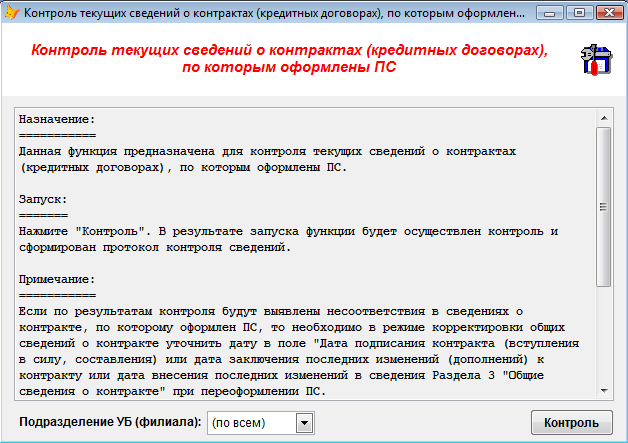 Контроль текущих сведений о контрактах (кредитных договорах), по которым оформлен...
Контроль текущих сведений о контрактах (кредитных договорах),
по которым оформлены ПС
Назначение:
===========
Данная функция предназначена для контроля текущих сведений о контрактах
(кредитных договорах), по которым оформлены ПС.
Запуск:
=======
Нажмите "Контроль". В результате запуска функции будет осуществлен контроль и
сформирован протокол контроля сведений.
Примечание:
===========
Если по результатам контроля будут выявлены несоответствия в сведениях о
контракте, по которому оформлен ПС, то необходимо в режиме корректировки общих
сведений о контракте уточнить дату в поле "Дата подписания контракта (вступления
в силу, составления) или дата заключения последних изменений (дополнений) к
контракту или дата внесения последних изменений в сведения Раздела 3 "Общие
сведения о контракте" при переоформлении ПС.
Подразделение УБ (филиала): (по всем) Контроль